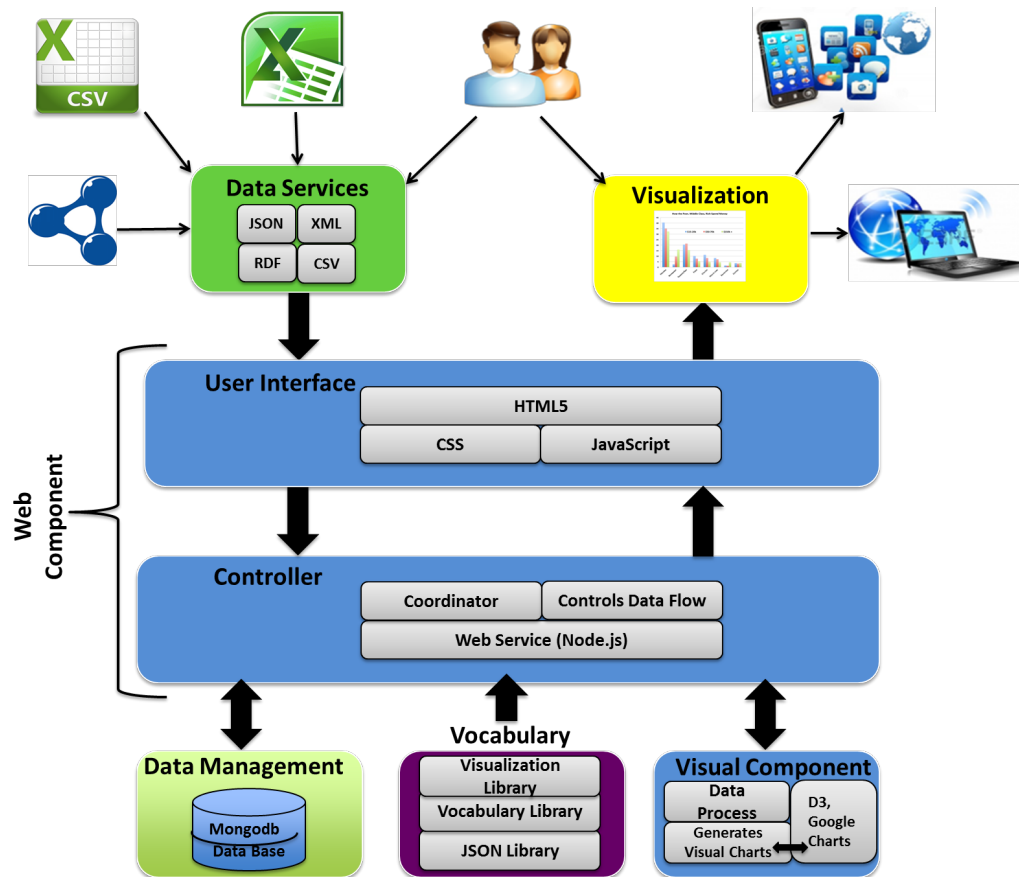 CSV
Data Services
JSON
XML
RDF
CSV
Visualization
User Interface
HTML5
CSS
JavaScript
Web
Component
Controller
Coordinator
Controls Data Flow
Web Service (Node.js)
Data Management
Mongodb
Data Base
Vocabulary
Visualization
Library
Vocabulary Library
JSON Library
Visual Component
Data
Process
Generates
Visual Charts
D3,
Google
Charts